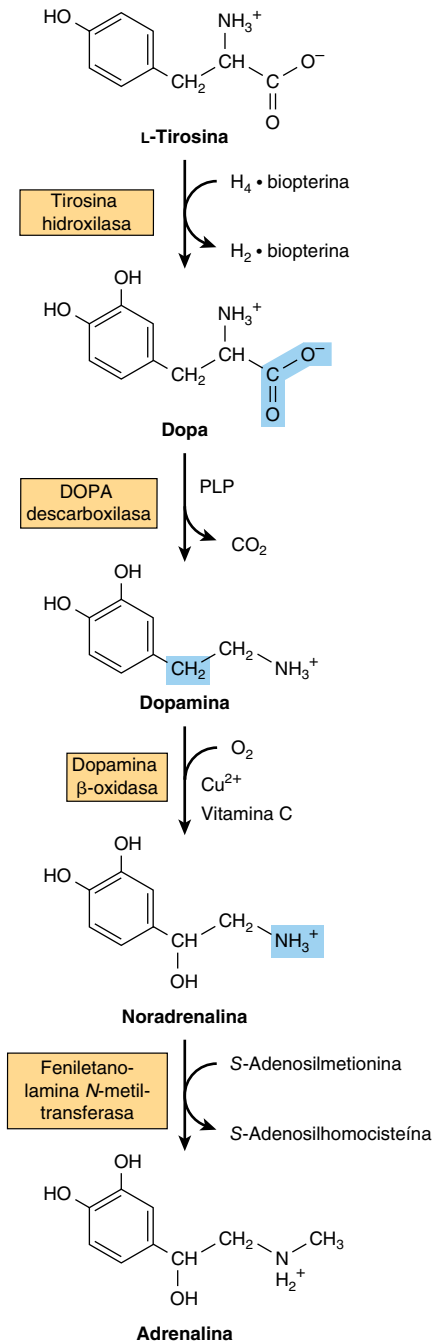 HO
NH₃⁺
CH₂
CH
C
O⁻
O
L-Tirosina
Tirosina
hidroxilasa
H₄ • biopterina
H₂ • biopterina
OH
HO
NH₃⁺
CH₂
CH
C
O⁻
O
Dopa
DOPA
descarboxilasa
PLP
CO₂
OH
HO
CH₂
CH₂
NH₃⁺
Dopamina
Dopamina
β-oxidasa
O₂
Cu²⁺
Vitamina C
OH
HO
CH
CH₂
NH₃⁺
OH
Noradrenalina
Feniletano-
lamina N-metil-
transferasa
S-Adenosilmetionina
S-Adenosilhomocisteína
OH
HO
CH
CH₂
N
H₂⁺
CH₃
OH
Adrenalina